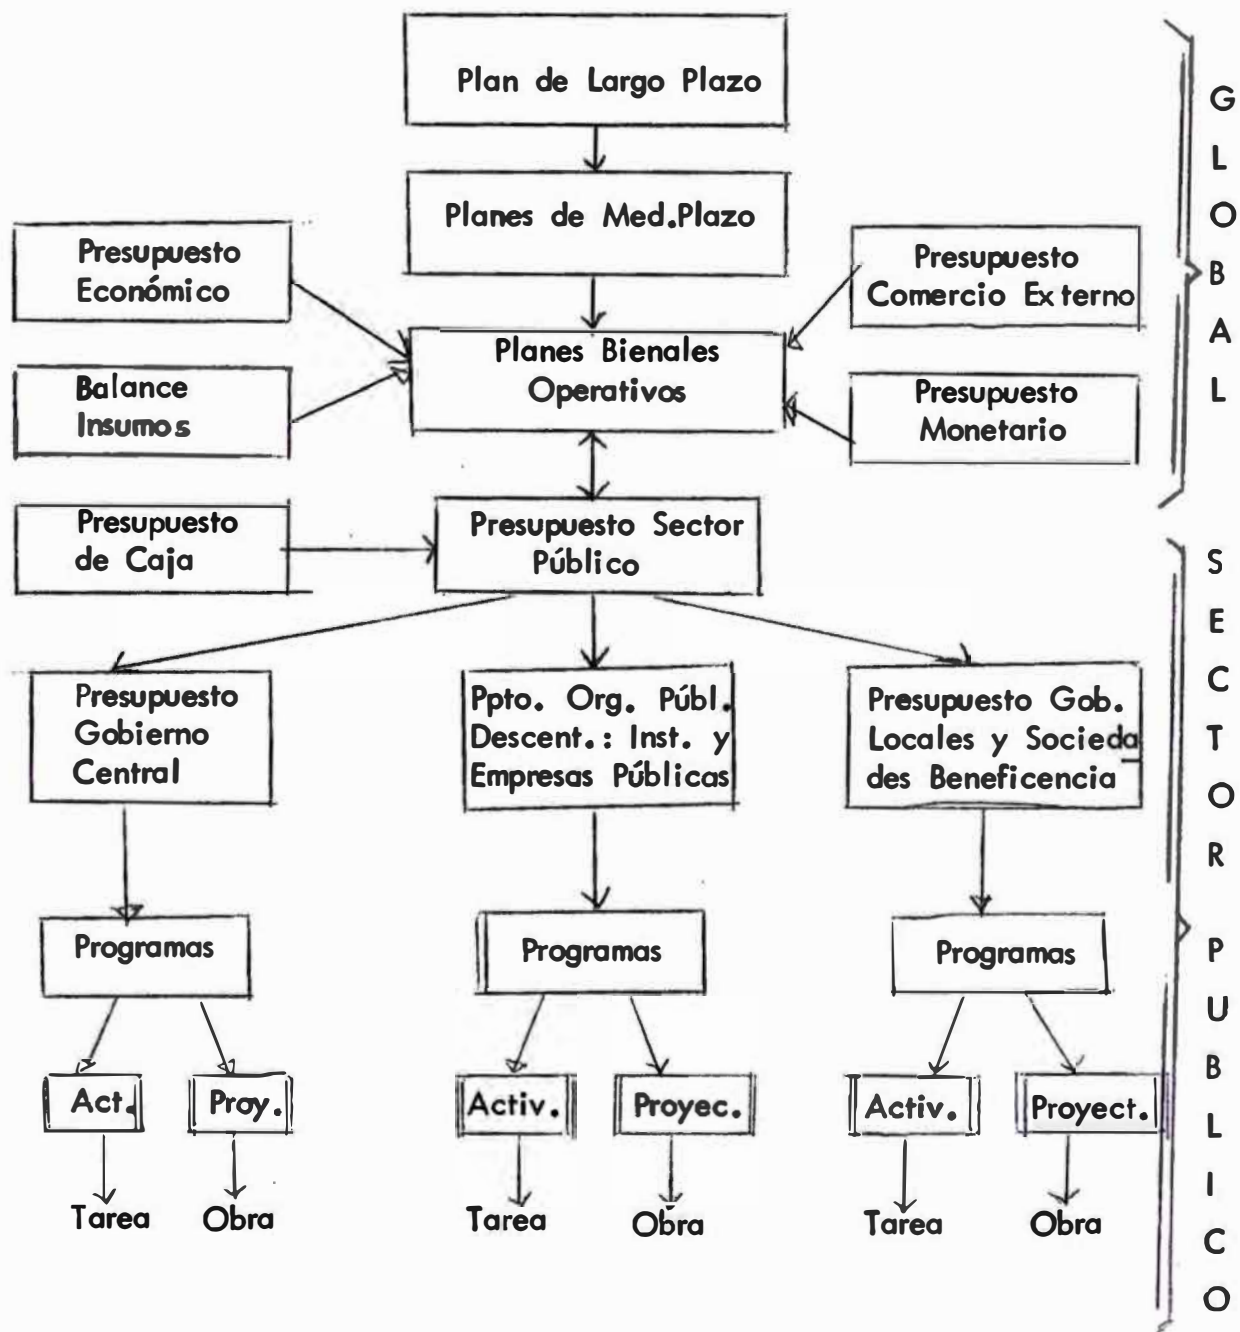 Plan de Largo Plazo
Planes de Med.Plazo
Presupuesto
Económico
Presupuesto
Comercio Externo
Planes Bienales
Operativos
Balance
Insumos
Presupuesto
Monetario
Presupuesto
de Caja
Presupuesto Sector
Público
Presupuesto
Gobierno
Central
Ppto. Org. Públ.
Descent.: Inst. y
Empresas Públicas
Presupuesto Gob.
Locales y Socieda
des Beneficencia
Programas
Programas
Programas
Act.
Proy.
Activ.
Proyec.
Activ.
Proyect.
Tarea
Obra
Tarea
Obra
Tarea
Obra
G
L
O
B
A
L
S
E
C
T
O
R
P
U
B
L
I
C
O